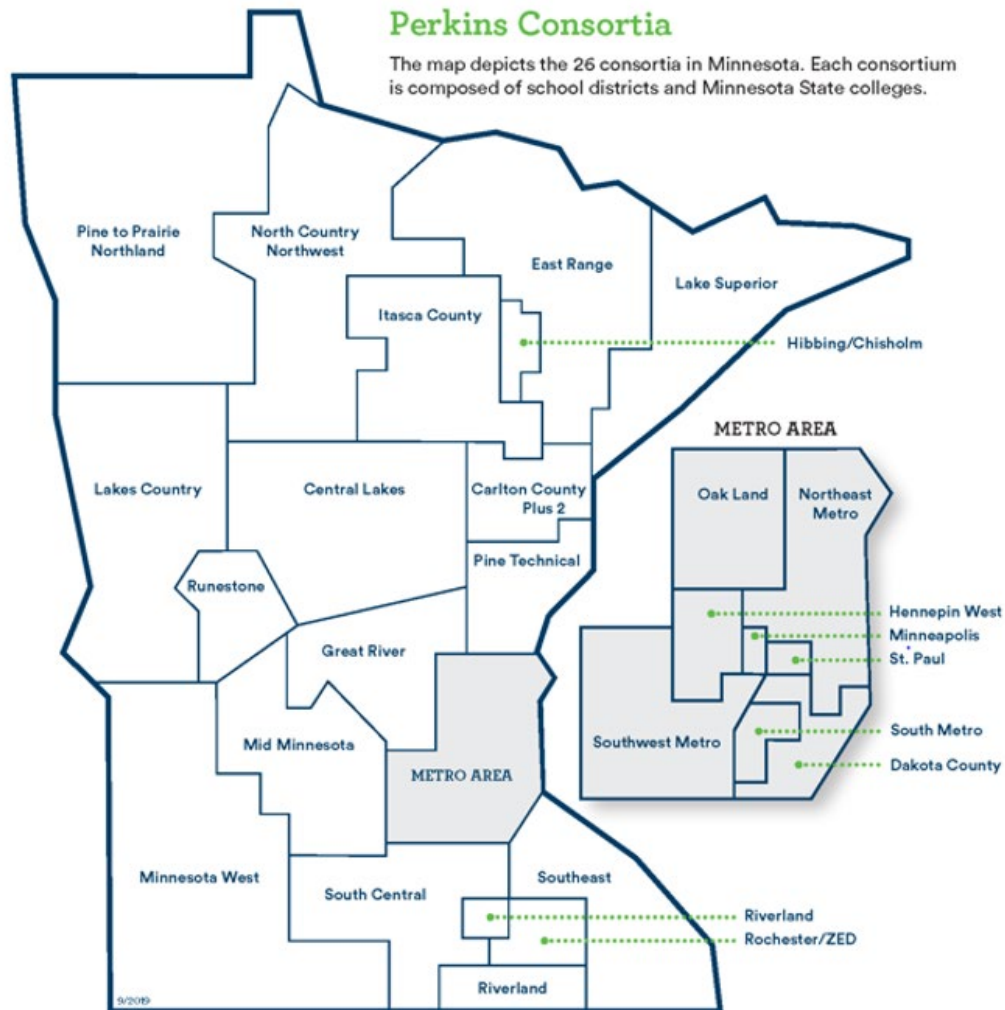 Perkins Consortia
The map depicts the 26 consortia in Minnesota. Each consortium
is composed of school districts and Minnesota State colleges.
Pine to Prairie
Northland
North Country
Northwest
East Range
Lake Superior
Itasca County
Hibbing/Chisholm
METRO AREA
Lakes Country
Central Lakes
Carlton County
Plus 2
Oak Land
Northeast
Metro
Pine Technical
Runestone
Hennepin West
Minneapolis
St. Paul
Great River
Mid Minnesota
METRO AREA
Southwest Metro
South Metro
Dakota County
Minnesota West
South Central
Southeast
Riverland
Rochester/ZED
Riverland
9/2019